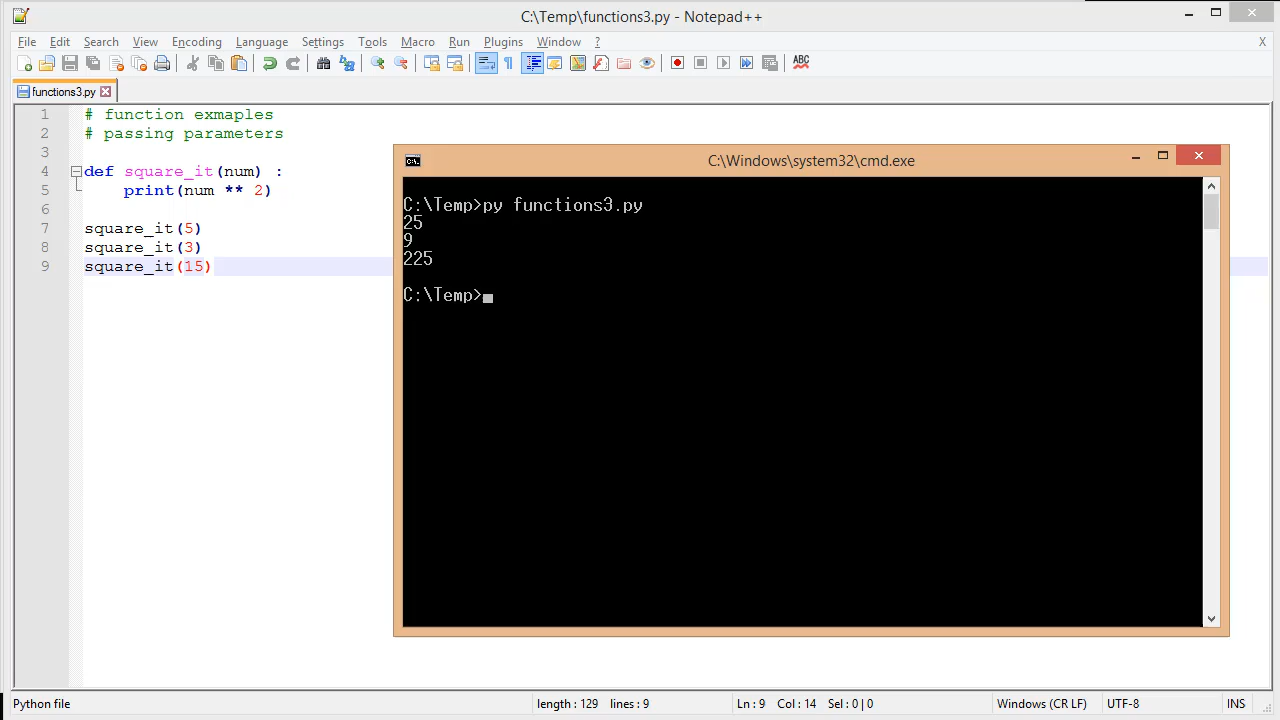 C:\Temp\functions3.py - Notepad++
File Edit Search View Encoding Language Settings Tools Macro Run Plugins Window ? X
ABC
functions3.py
1 # function exmaples
2 # passing parameters
3
4 def square_it(num) :
5 print(num ** 2)
6
7 square_it(5)
8 square_it(3)
9 square_it(15)
C:\Windows\system32\cmd.exe
C:\Temp>py functions3.py
25
9
225
C:\Temp>
Python file length : 129 lines : 9 Ln : 9 Col : 14 Sel : 0 | 0 Windows (CR LF) UTF-8 INS